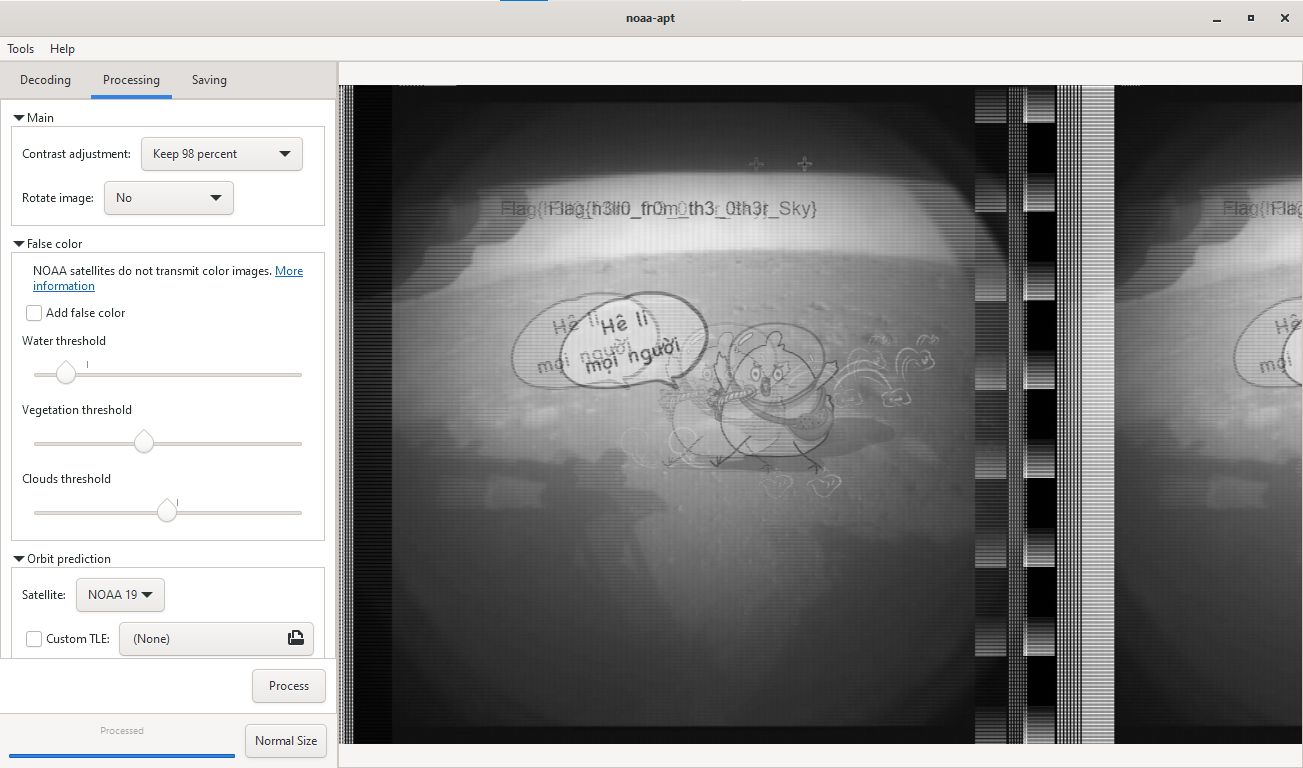 noaa-apt
Tools Help
Decoding Processing Saving
Main
Contrast adjustment: Keep 98 percent
Rotate image: No
False color
NOAA satellites do not transmit color images. More
information
Add false color
Water threshold
Vegetation threshold
Clouds threshold
Orbit prediction
Satellite: NOAA 19
Custom TLE: (None)
Process
Processed
Normal Size
Flag{h3ll0_fr0m_th3_0th3r_Sky}
Hê lí
mọi người